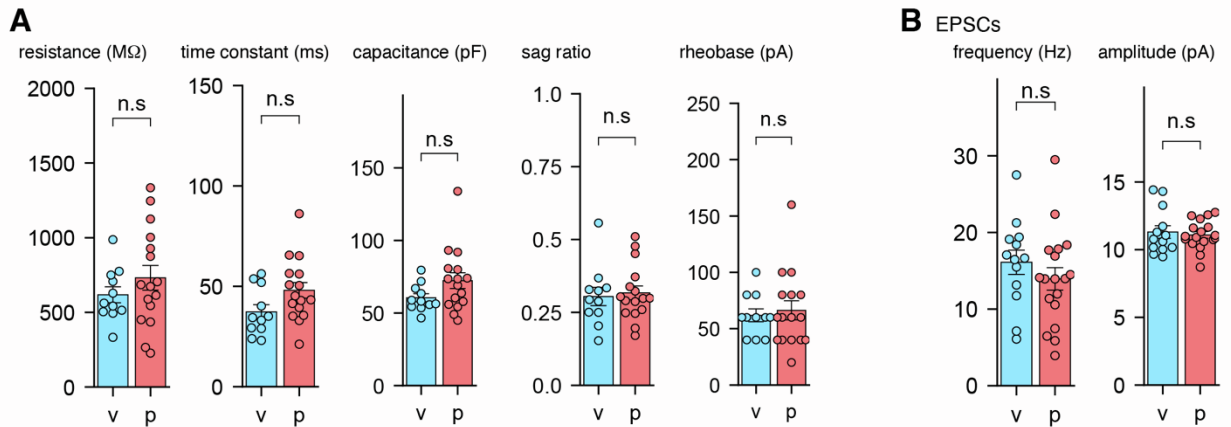 A
resistance (MΩ)
2000
1500
1000
500
0
n.s
v p
time constant (ms)
150
100
50
0
n.s
v p
capacitance (pF)
150
100
50
0
n.s
v p
sag ratio
1.0
0.75
0.5
0.25
0.0
n.s
v p
rheobase (pA)
250
200
150
100
50
0
n.s
v p
B EPSCs
frequency (Hz)
30
20
10
0
n.s
v p
amplitude (pA)
15
10
5
0
n.s
v p